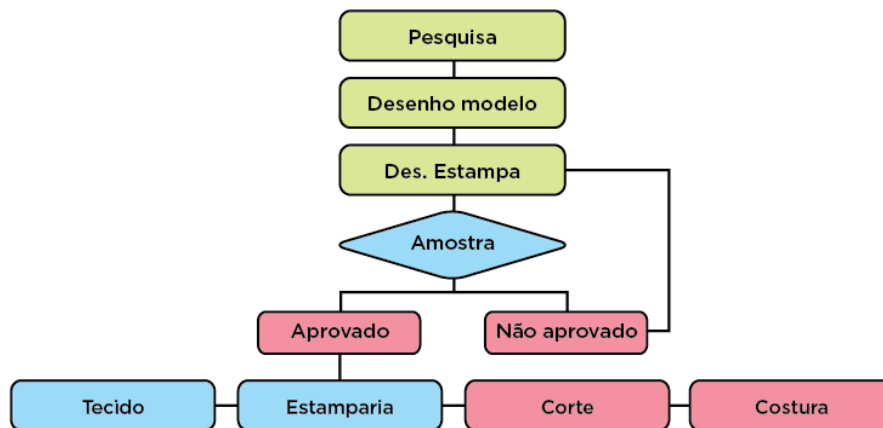 Pesquisa
Desenho modelo
Des. Estampa
Amostra
Aprovado
Não aprovado
Tecido
Estamparia
Corte
Costura